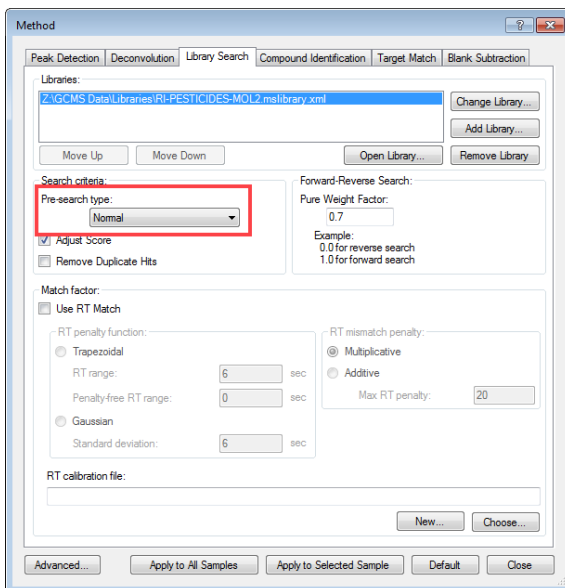 Method
Peak Detection Deconvolution Library Search Compound Identification Target Match Blank Subtraction
Libraries:
Z:\GCMS Data\Libraries\RI-PESTICIDES-MOL2.mslibrary.xml
Change Library...
Add Library...
Move Up Move Down Open Library... Remove Library
Search criteria:
Pre-search type:
Normal
Adjust Score
Remove Duplicate Hits
Forward-Reverse Search:
Pure Weight Factor:
0.7
Example:
0.0 for reverse search
1.0 for forward search
Match factor:
Use RT Match
RT penalty function:
Trapezoidal
RT range: 6 sec
Penalty-free RT range: 0 sec
Gaussian
Standard deviation: 6 sec
RT mismatch penalty:
Multiplicative
Additive
Max RT penalty: 20
RT calibration file:
New... Choose...
Advanced... Apply to All Samples Apply to Selected Sample Default Close